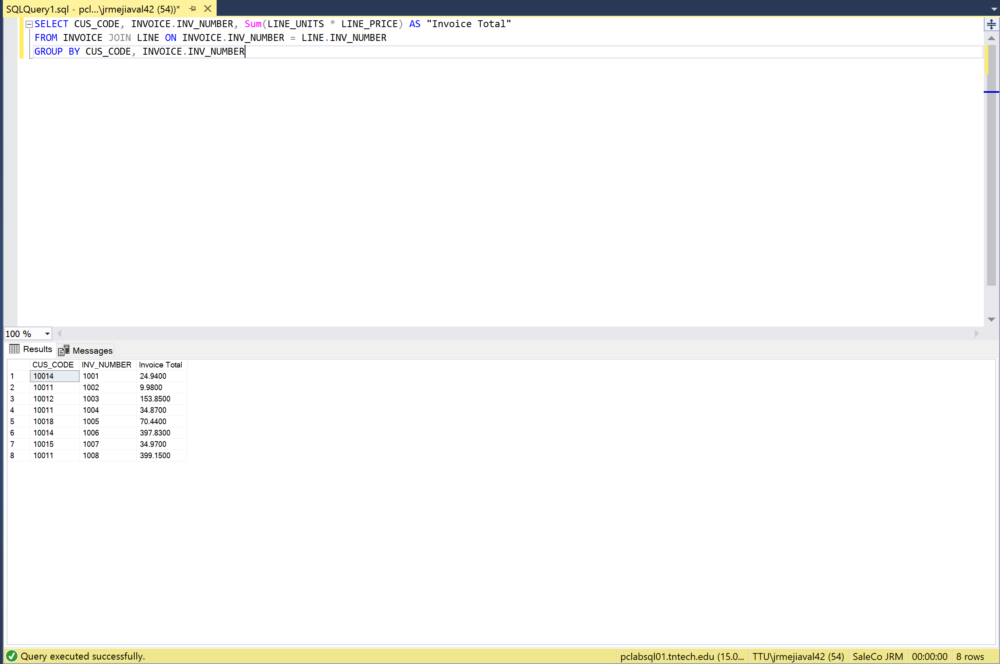 SQLQuery1.sql - pcl...\jrmejiaval42 (54))*
SELECT CUS_CODE, INVOICE.INV_NUMBER, Sum(LINE_UNITS * LINE_PRICE) AS "Invoice Total"
FROM INVOICE JOIN LINE ON INVOICE.INV_NUMBER = LINE.INV_NUMBER
GROUP BY CUS_CODE, INVOICE.INV_NUMBER
100 %
Results Messages
CUS_CODE INV_NUMBER Invoice Total
1 10014 1001 24.9400
2 10011 1002 9.9800
3 10012 1003 153.8500
4 10011 1004 34.8700
5 10018 1005 70.4400
6 10014 1006 397.8300
7 10015 1007 34.9700
8 10011 1008 399.1500
Query executed successfully. pclabsql01.tntech.edu (15.0... TTU\jrmejiaval42 (54) SaleCo JRM 00:00:00 8 rows